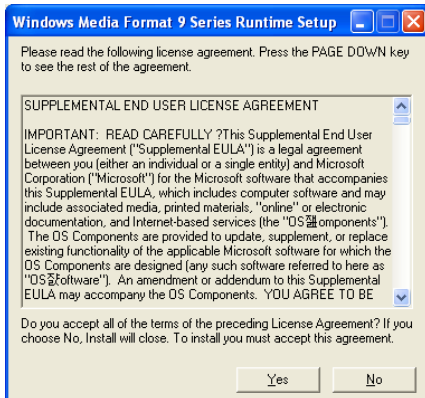 Windows Media Format 9 Series Runtime Setup
Please read the following license agreement. Press the PAGE DOWN key
to see the rest of the agreement.
SUPPLEMENTAL END USER LICENSE AGREEMENT
IMPORTANT:  READ CAREFULLY ?This Supplemental End User
License Agreement ("Supplemental EULA") is a legal agreement
between you (either an individual or a single entity) and Microsoft
Corporation ("Microsoft") for the Microsoft software that accompanies
this Supplemental EULA, which includes computer software and may
include associated media, printed materials, "online" or electronic
documentation, and Internet-based services (the "OS잽omponents").
The OS Components are provided to update, supplement, or replace
existing functionality of the applicable Microsoft software for which the
OS Components are designed (any such software referred to here as
"OS잦oftware").  An amendment or addendum to this Supplemental
EULA may accompany the OS Components.  YOU AGREE TO BE
Do you accept all of the terms of the preceding License Agreement? If you
choose No, Install will close. To install you must accept this agreement.
Yes
No